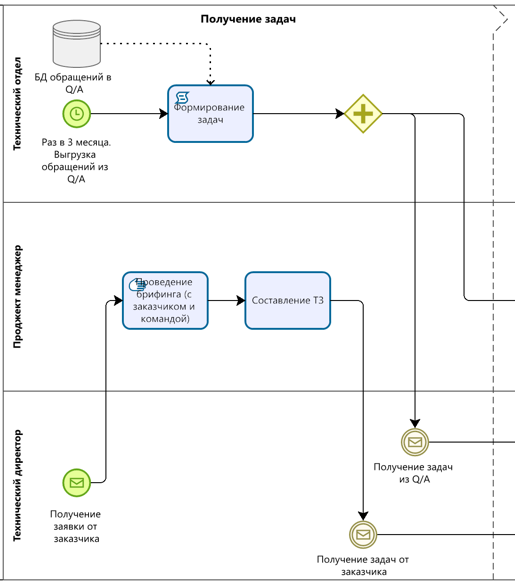 Получение задач
Технический отдел
БД обращений в
Q/A
Формирование
задач
Раз в 3 месяца.
Выгрузка
обращений из
Q/A
Проджект менеджер
Проведение
брифинга (с
заказчиком и
командой)
Составление ТЗ
Технический директор
Получение задач
из Q/A
Получение
заявки от
заказчика
Получение задач от
заказчика